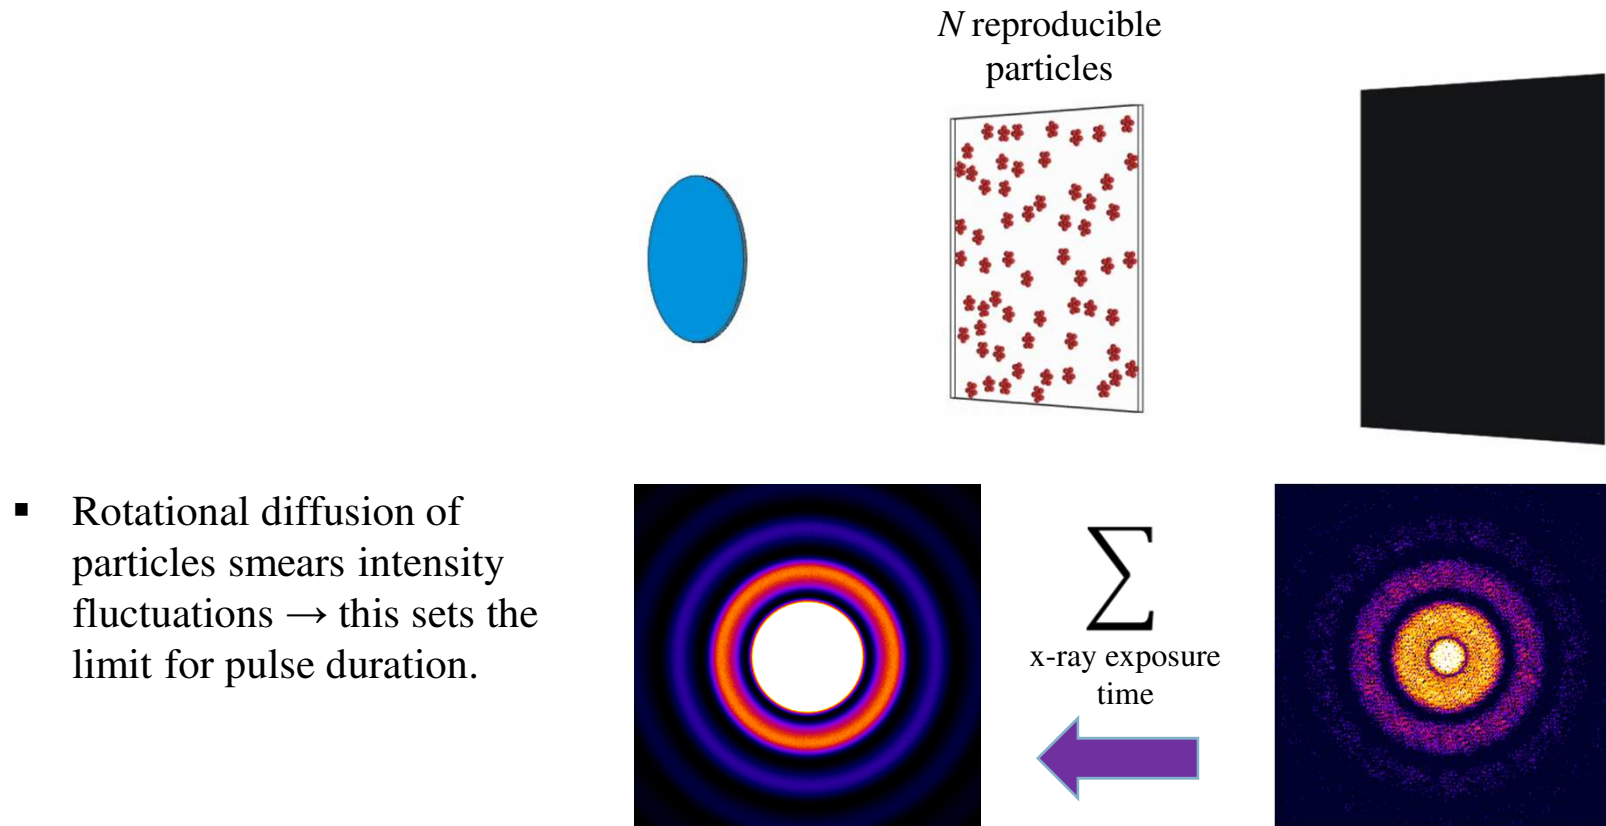 N reproducible
particles
▪ Rotational diffusion of
particles smears intensity
fluctuations → this sets the
limit for pulse duration.
∑
x-ray exposure
time